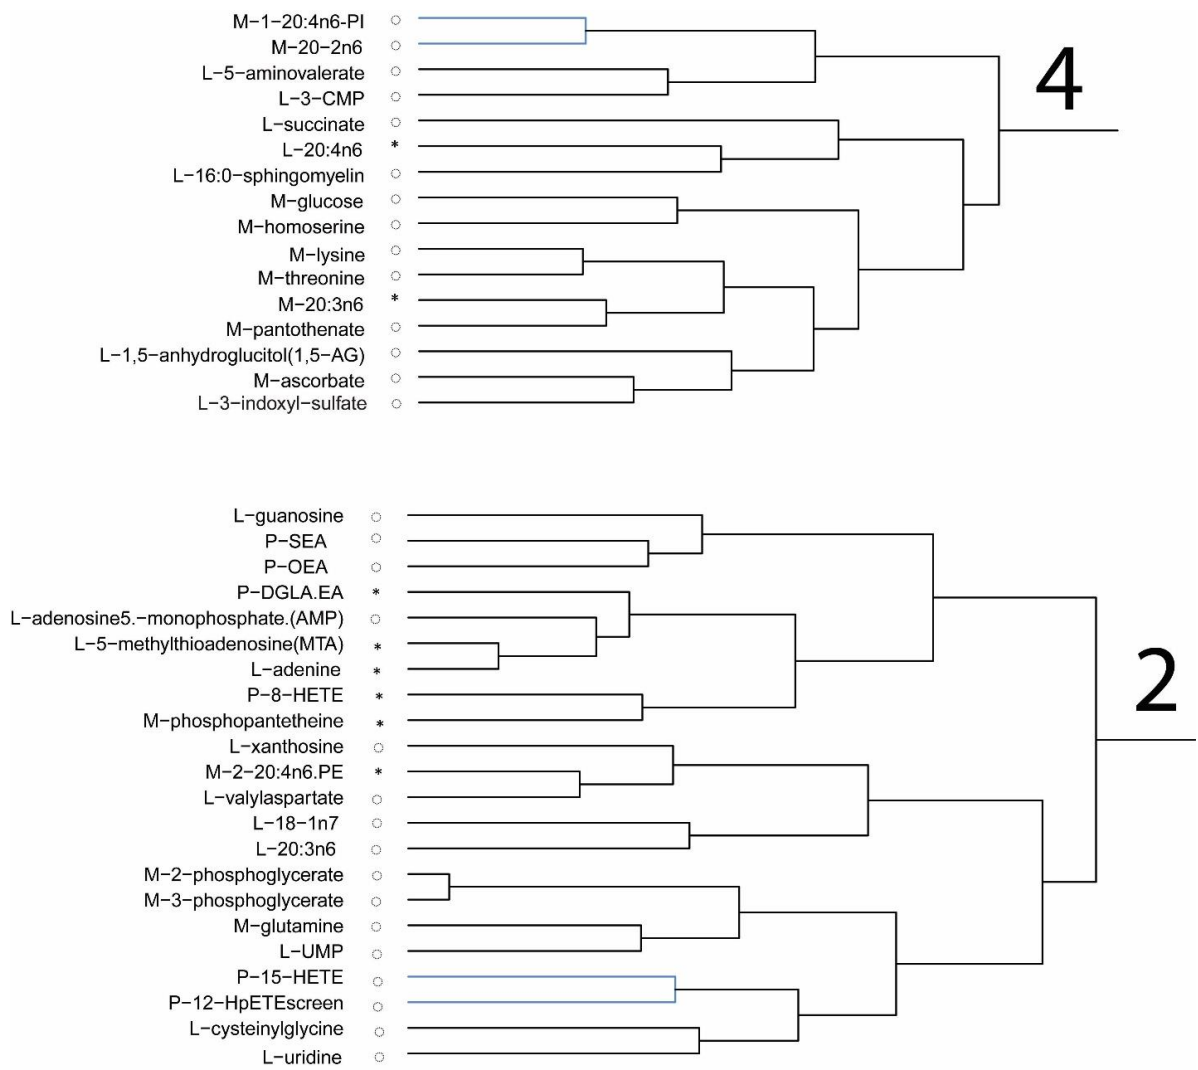 M−1−20:4n6-PI
M−20−2n6
L−5−aminovalerate
L−3−CMP
4
L−succinate
L−20:4n6 *
L−16:0−sphingomyelin
M−glucose
M−homoserine
M−lysine
M−threonine
M−20:3n6 *
M−pantothenate
L−1,5−anhydroglucitol(1,5−AG)
M−ascorbate
L−3−indoxyl−sulfate
L−guanosine
P−SEA
P−OEA
P−DGLA.EA *
L−adenosine5.−monophosphate.(AMP)
L−5−methylthioadenosine(MTA) *
L−adenine *
2
P−8−HETE *
M−phosphopantetheine *
L−xanthosine
M−2−20:4n6.PE *
L−valylaspartate
L−18−1n7
L−20:3n6
M−2−phosphoglycerate
M−3−phosphoglycerate
M−glutamine
L−UMP
P−15−HETE
P−12−HpETEscreen
L−cysteinylglycine
L−uridine